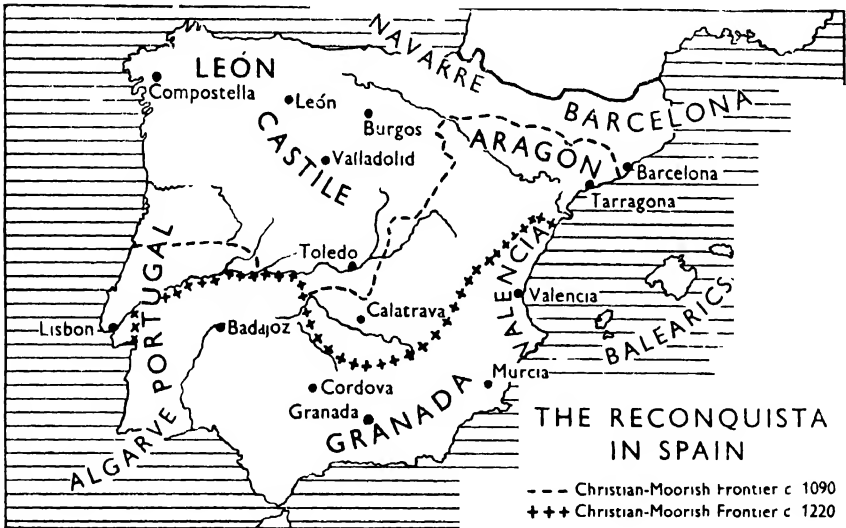 NAVARRE
LEÓN
Compostella
León
BARCELONA
Burgos
CASTILE
ARAGÓN
Valladolid
Barcelona
Tarragona
PORTUGAL
Toledo
VALENCIA
Valencia
Calatrava
Lisbon
Badajoz
BALEARICS
Murcia
Cordova
Granada
GRANADA
ALGARVE
THE RECONQUISTA
IN SPAIN
--- Christian-Moorish Frontier c 1090
+++ Christian-Moorish Frontier c 1220